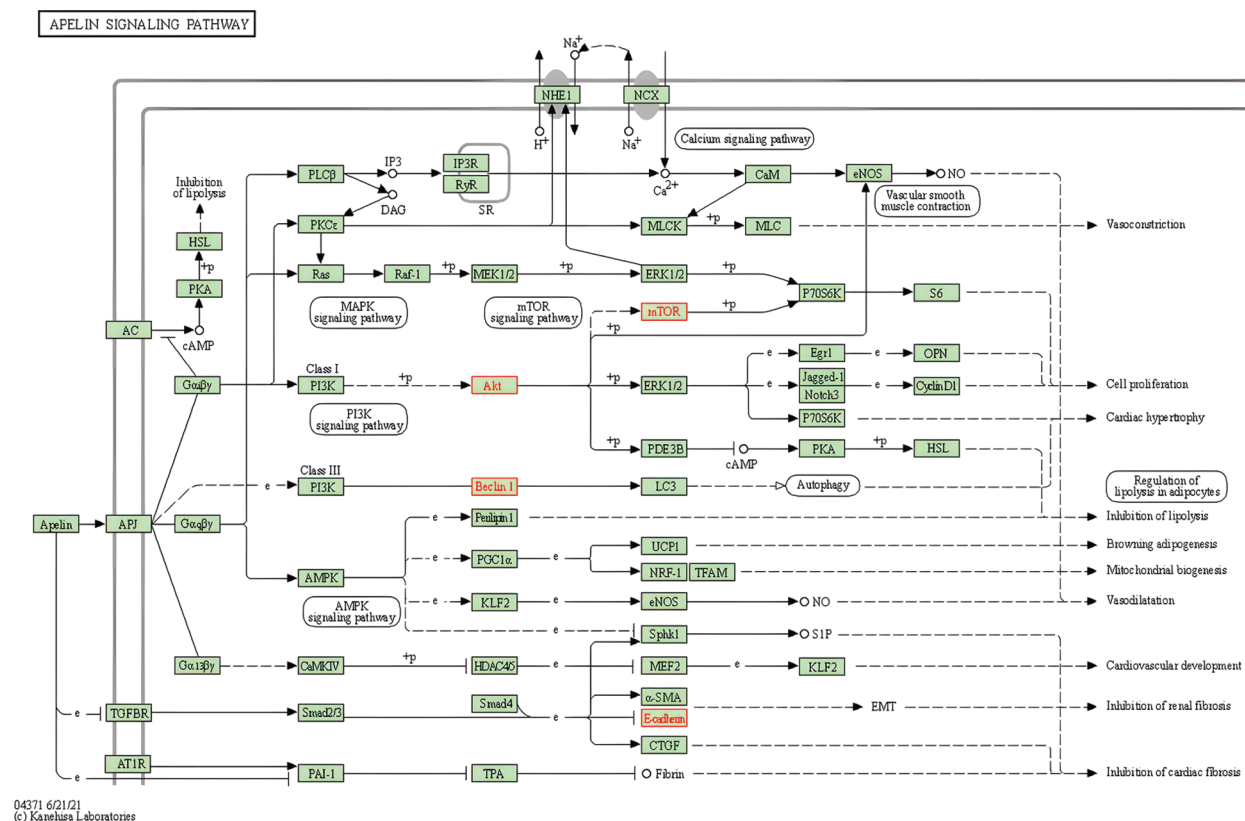 APELIN SIGNALING PATHWAY
Na+
NHE1
NCX
H+
Na+
Calcium signaling pathway
Inhibition
of lipolysis
PLCβ
IP3
IP3R
RyR
SR
DAG
Ca2+
CaM
eNOS
NO
Vascular smooth
muscle contraction
HSL
+p
PKA
PKCε
MLCK
+p
MLC
Vasoconstriction
Ras
Raf-1
+p
MEK1/2
+p
ERK1/2
+p
P70S6K
S6
MAPK
signaling pathway
mTOR
signaling pathway
mTOR
+p
AC
cAMP
+p
+p
Class I
Gαiβγ
PI3K
+p
Akt
+p
ERK1/2
e
Egr1
e
OPN
e
Jagged-1
Notch3
e
CyclinD1
Cell proliferation
PI3K
signaling pathway
P70S6K
Cardiac hypertrophy
+p
PDE3B
cAMP
PKA
+p
HSL
Class III
e
PI3K
Beclin 1
LC3
Autophagy
Regulation of
lipolysis in adipocytes
Apelin
APJ
Gαqβγ
e
Perilipin1
Inhibition of lipolysis
e
PGC1α
e
UCP1
Browning adipogenesis
AMPK
NRF-1
TFAM
Mitochondrial biogenesis
AMPK
signaling pathway
e
KLF2
e
eNOS
NO
Vasodilatation
e
Sphk1
S1P
Gα13βγ
CaMKIV
+p
HDAC4/5
e
MEF2
e
KLF2
Cardiovascular development
e
TGFBR
Smad2/3
Smad4
e
α-SMA
E-cadherin
EMT
Inhibition of renal fibrosis
CTGF
AT1R
e
PAI-1
TPA
Fibrin
Inhibition of cardiac fibrosis
04371 6/21/21
(c) Kanehisa Laboratories